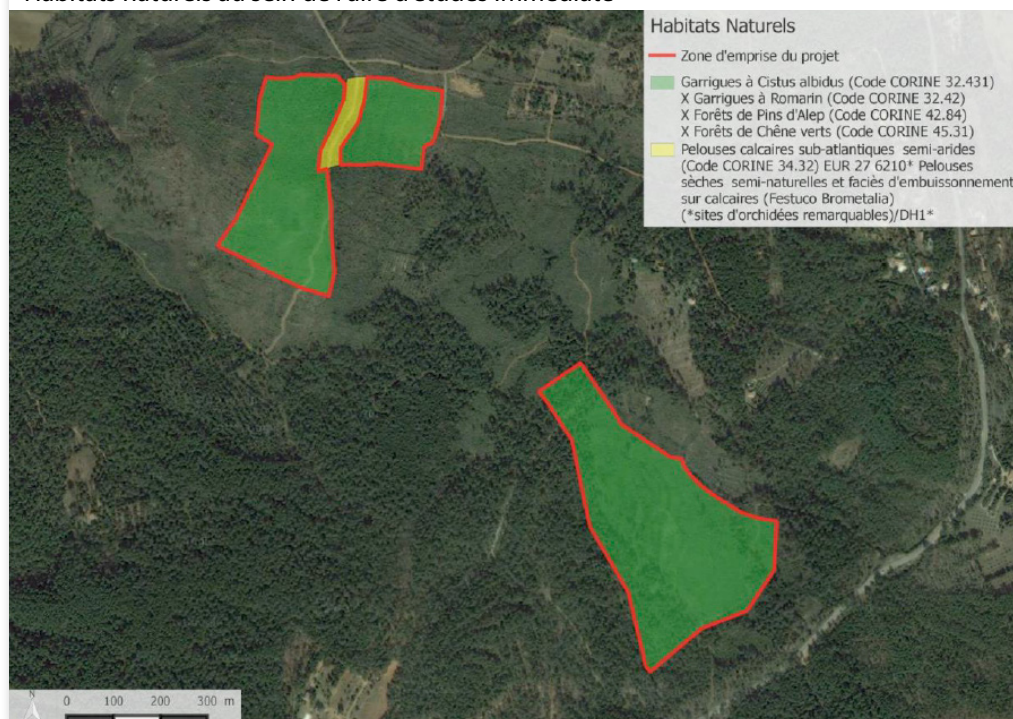 Habitats naturels au sein de l'aire d'études immédiate
Habitats Naturels
Zone d'emprise du projet
Garrigues à Cistus albidus (Code CORINE 32.431)
X Garrigues à Romarin (Code CORINE 32.42)
X Forêts de Pins d'Alep (Code CORINE 42.84)
X Forêts de Chêne verts (Code CORINE 45.31)
Pelouses calcaires sub-atlantiques semi-arides
(Code CORINE 34.32) EUR 27 6210* Pelouses
sèches semi-naturelles et faciès d'embuissonnement
sur calcaires (Festuco Brometalia)
(*sites d'orchidées remarquables)/DH1*
N
0 100 200 300 m